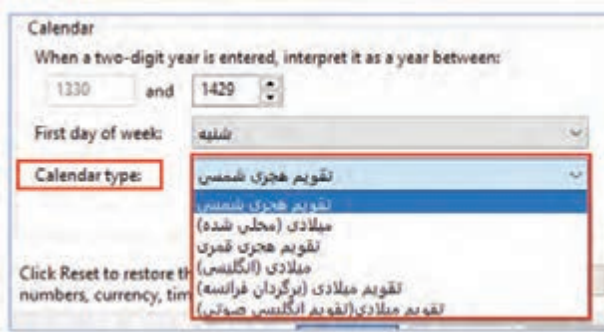 Calendar
When a two-digit year is entered, interpret it as a year between:
1330 and 1429
First day of week: شنبه
Calendar type: تقویم هجری شمسی
تقویم هجری شمسی
میلادی (محلی شده)
تقویم هجری قمری
میلادی (انگلیسی)
تقویم میلادی (برگردان فرانسه)
تقویم میلادی(تقویم انگلیسی صوتی)
Click Reset to restore th
numbers, currency, tim